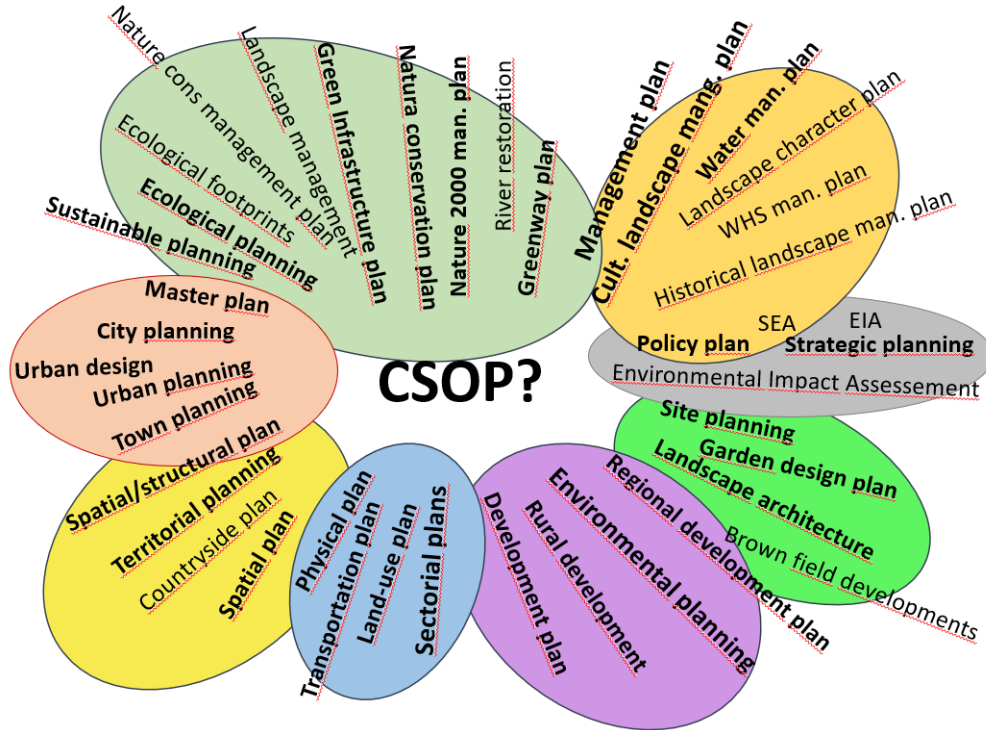 Nature cons management plan
Landscape management
Green Infrastructure plan
Natura conservation plan
Nature 2000 man. plan
River restoration
Greenway plan
Ecological footprints
Ecological planning
Sustainable planning
Management plan
Cult. landscape mang. plan
Water man. plan
Landscape character plan
WHS man. plan
Historical landscape man. plan
Master plan
City planning
Urban design
Urban planning
Town planning
CSOP?
SEA
EIA
Policy plan
Strategic planning
Environmental Impact Assessement
Site planning
Garden design plan
Landscape architecture
Brown field developments
Spatial/structural plan
Territorial planning
Countryside plan
Spatial plan
Physical plan
Transportation plan
Land-use plan
Sectorial plans
Development plan
Rural development
Environmental planning
Regional development plan